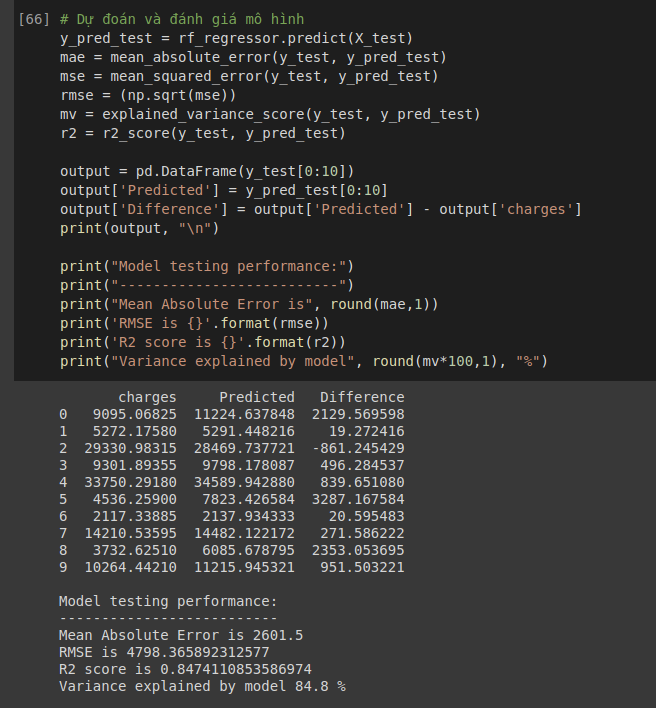 [66] # Dự đoán và đánh giá mô hình
y_pred_test = rf_regressor.predict(X_test)
mae = mean_absolute_error(y_test, y_pred_test)
mse = mean_squared_error(y_test, y_pred_test)
rmse = (np.sqrt(mse))
mv = explained_variance_score(y_test, y_pred_test)
r2 = r2_score(y_test, y_pred_test)

output = pd.DataFrame(y_test[0:10])
output['Predicted'] = y_pred_test[0:10]
output['Difference'] = output['Predicted'] - output['charges']
print(output, "\n")

print("Model testing performance:")
print("--------------------------")
print("Mean Absolute Error is", round(mae,1))
print('RMSE is {}'.format(rmse))
print('R2 score is {}'.format(r2))
print("Variance explained by model", round(mv*100,1), "%")

charges Predicted Difference
0 9095.06825 11224.637848 2129.569598
1 5272.17580 5291.448216 19.272416
2 29330.98315 28469.737721 -861.245429
3 9301.89355 9798.178087 496.284537
4 33750.29180 34589.942880 839.651080
5 4536.25900 7823.426584 3287.167584
6 2117.33885 2137.934333 20.595483
7 14210.53595 14482.122172 271.586222
8 3732.62510 6085.678795 2353.053695
9 10264.44210 11215.945321 951.503221

Model testing performance:
--------------------------
Mean Absolute Error is 2601.5
RMSE is 4798.365892312577
R2 score is 0.8474110853586974
Variance explained by model 84.8 %